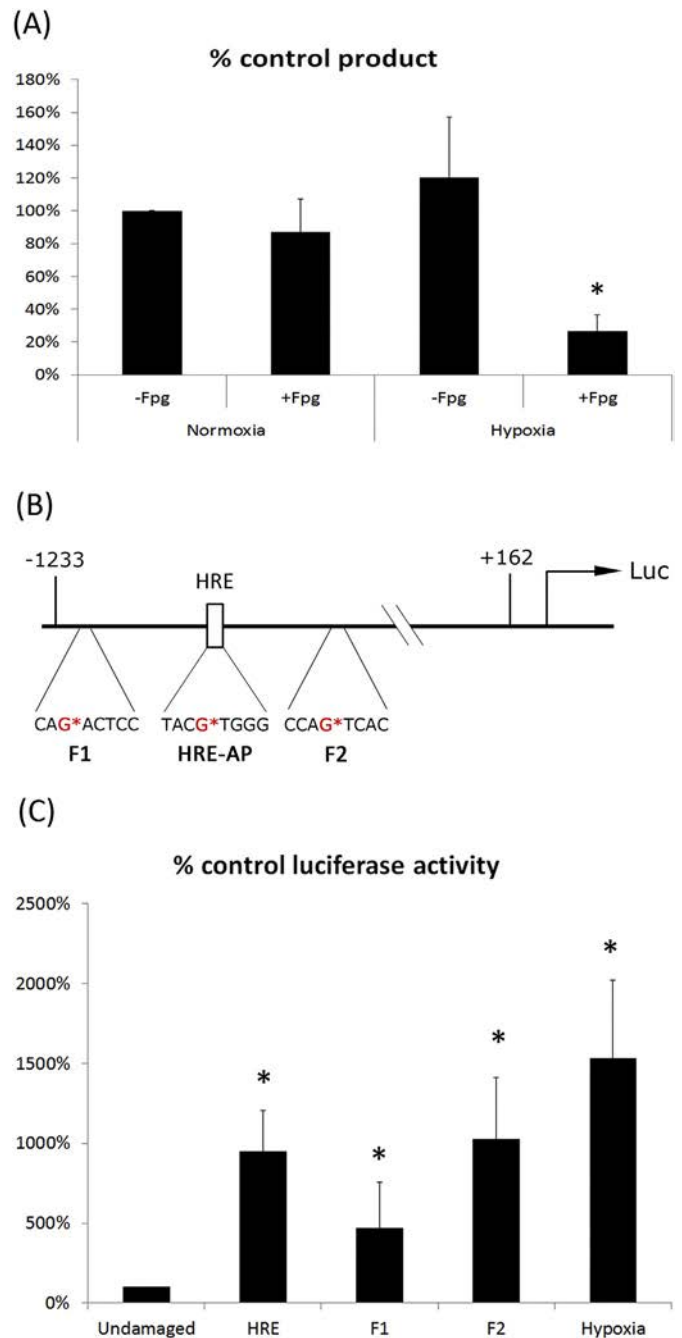 (A)
% control product
180%
160%
140%
120%
100%
80%
60%
40%
20%
0%
*
-Fpg +Fpg -Fpg +Fpg
Normoxia Hypoxia
(B)
-1233 HRE +162 Luc
CAG*ACTCC TACG*TGGG CCAG*TCAC
F1 HRE-AP F2
(C)
% control luciferase activity
2500%
2000%
1500%
1000%
500%
0%
* * * *
Undamaged HRE F1 F2 Hypoxia